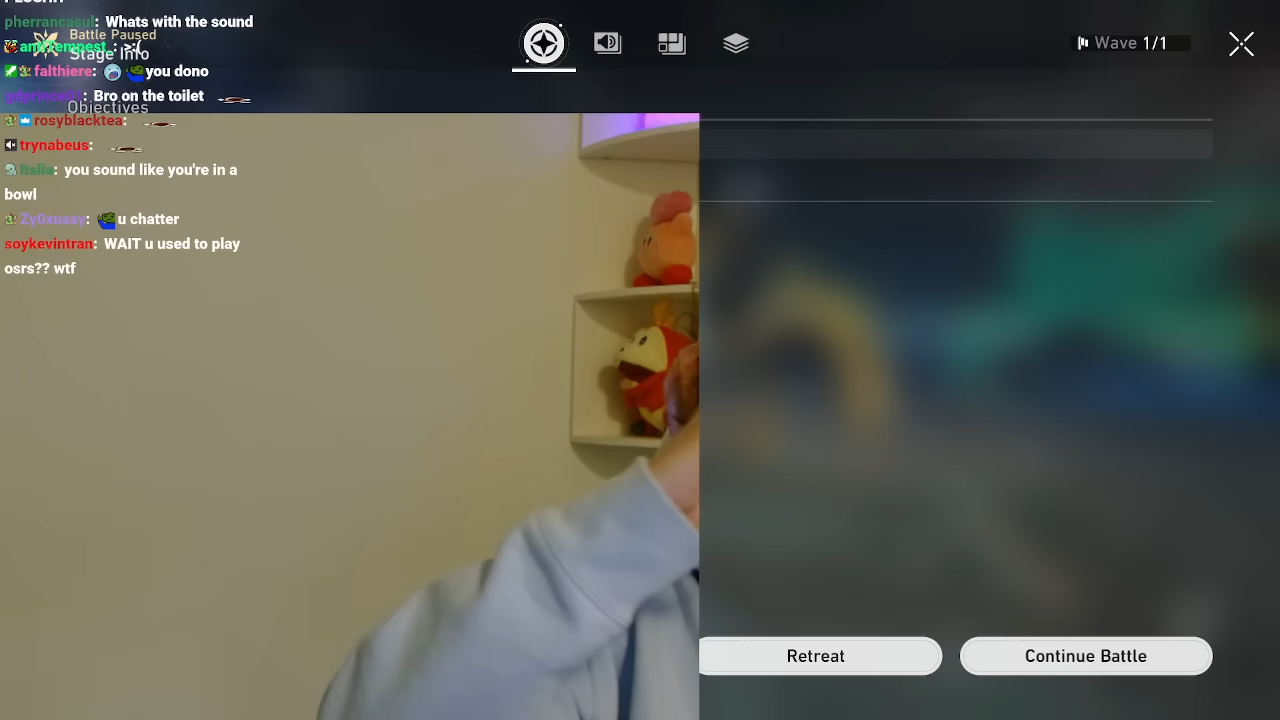 pherrancasul: Whats with the sound
Battle Paused
amlTempest: >:(
Stage Info
falthiere: you dono
Bro on the toilet
Objectives
rosyblacktea:
trynabeus:
you sound like you're in a
bowl
Zy0xussy: u chatter
soykevintran: WAIT u used to play
osrs?? wtf
Wave 1/1
Retreat
Continue Battle